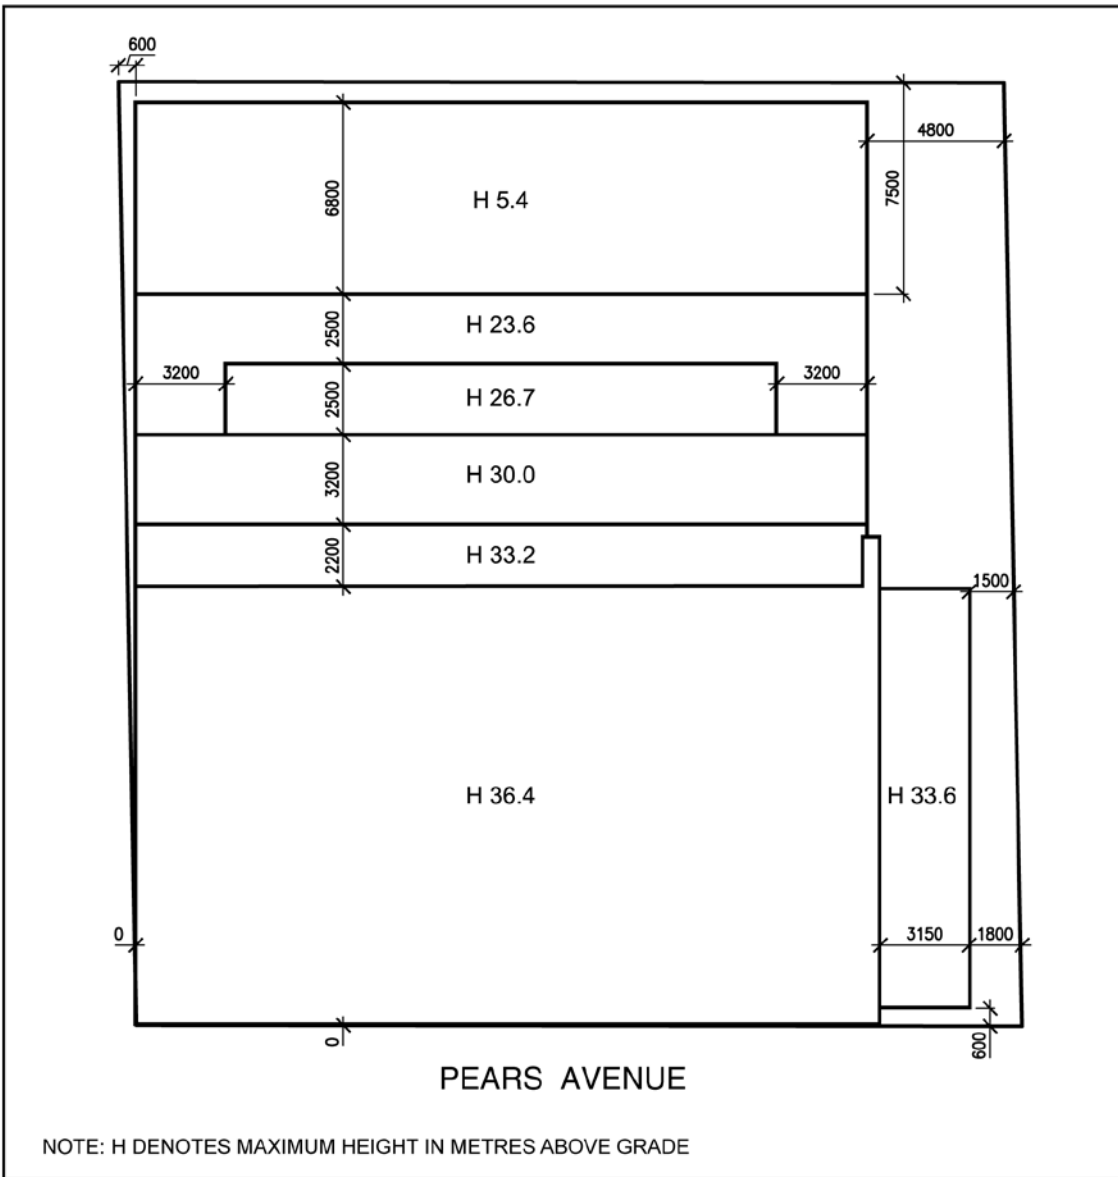 600
4800
7500
6800
H 5.4
2500
H 23.6
3200
3200
2500
H 26.7
3200
H 30.0
2200
H 33.2
1500
H 36.4
H 33.6
0
3150
1800
0
600
PEARS AVENUE
NOTE: H DENOTES MAXIMUM HEIGHT IN METRES ABOVE GRADE